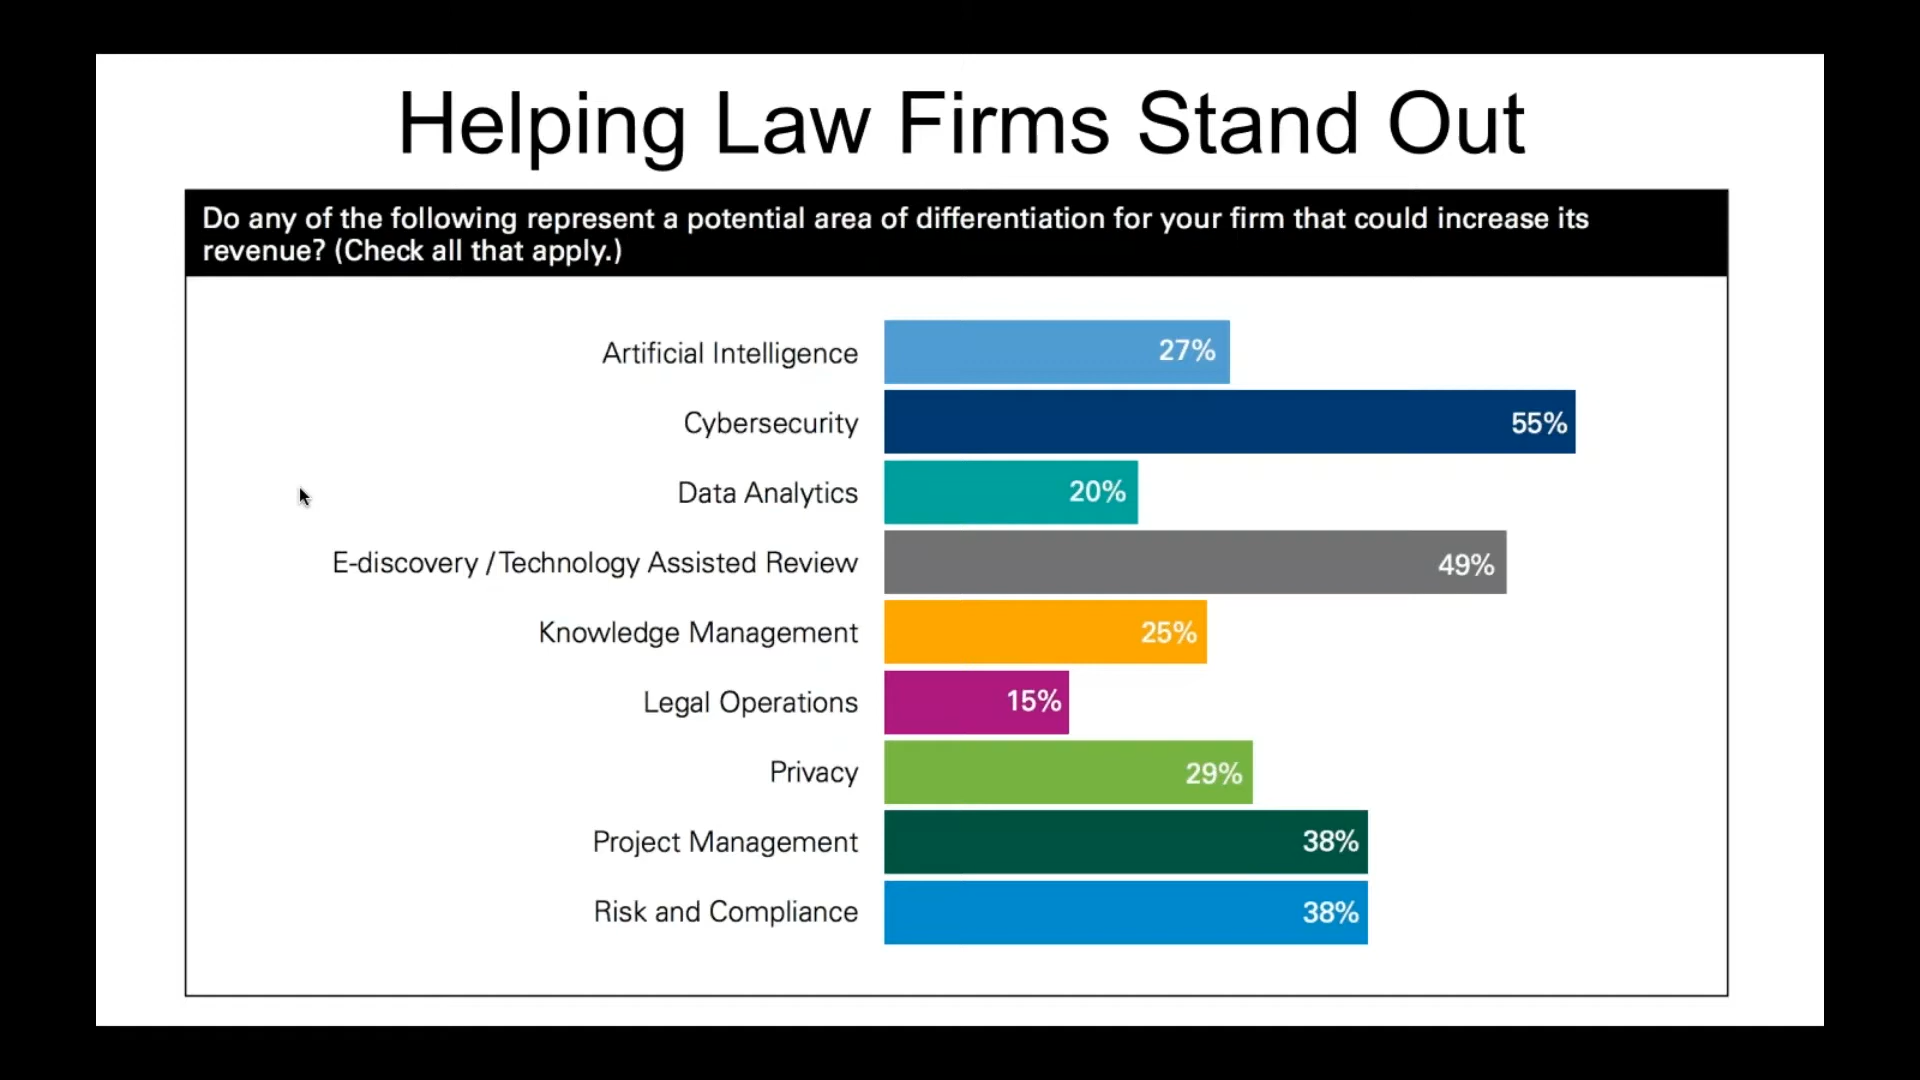 Helping Law Firms Stand Out
Do any of the following represent a potential area of differentiation for your firm that could increase its
revenue? (Check all that apply.)
Artificial Intelligence 27%
Cybersecurity 55%
Data Analytics 20%
E-discovery / Technology Assisted Review 49%
Knowledge Management 25%
Legal Operations 15%
Privacy 29%
Project Management 38%
Risk and Compliance 38%